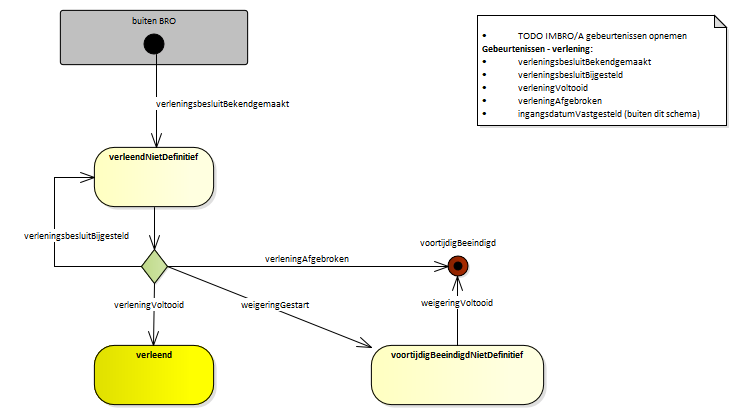 buiten BRO
• TODO IMBRO/A gebeurtenissen opnemen
Gebeurtenissen - verlening:
• verleningsbesluitBekendgemaakt
• verleningsbesluitBijgesteld
• verleningVoltooid
• verleningAfgebroken
• ingangsdatumVastgesteld (buiten dit schema)
verleningsbesluitBekendgemaakt
verleendNietDefinitief
verleningsbesluitBijgesteld
voortijdigBeeindigd
verleningAfgebroken
verleningVoltooid
weigeringGestart
weigeringVoltooid
verleend
voortijdigBeeindigdNietDefinitief